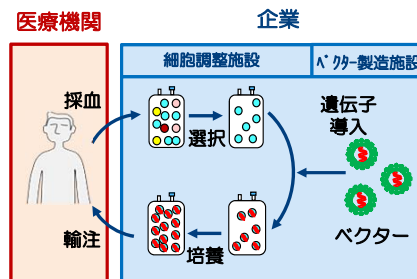 医療機関
企業
細胞調整施設
ﾍﾞｸﾀｰ製造施設
採血
選択
遺伝子
導入
輸注
培養
ベクター